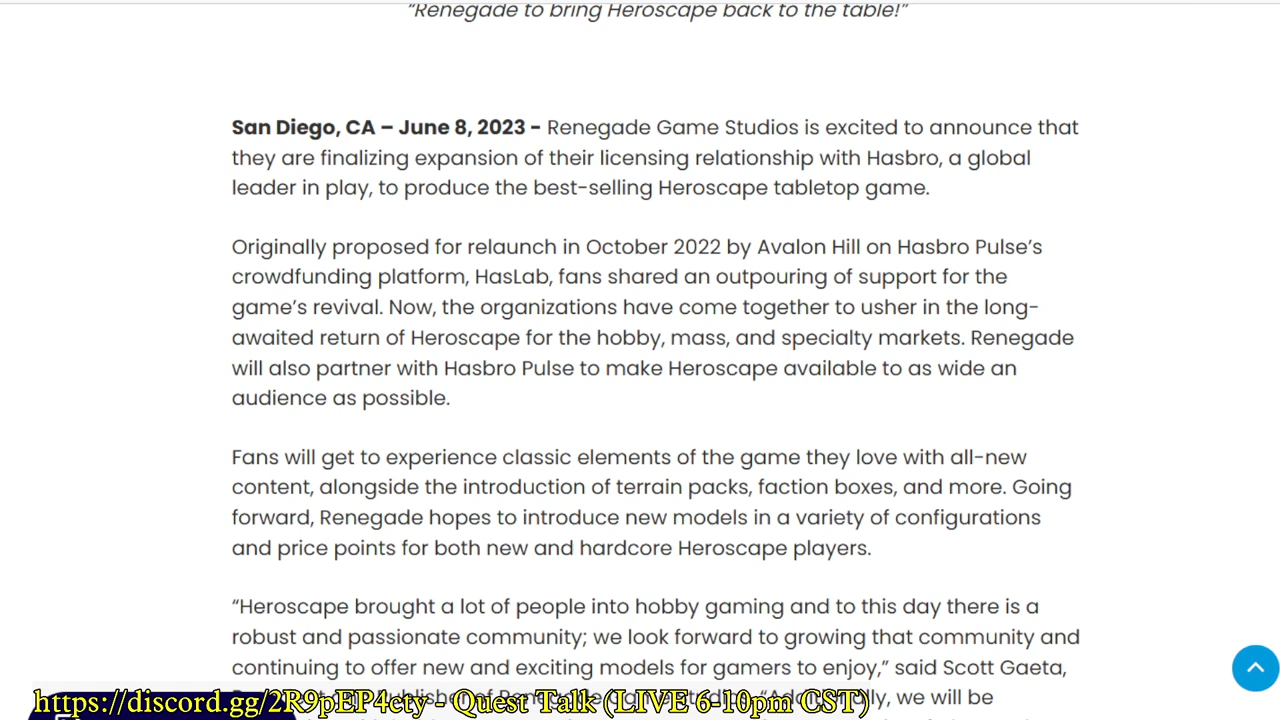 “Renegade to bring Heroscape back to the table!”
San Diego, CA – June 8, 2023 - Renegade Game Studios is excited to announce that
they are finalizing expansion of their licensing relationship with Hasbro, a global
leader in play, to produce the best-selling Heroscape tabletop game.
Originally proposed for relaunch in October 2022 by Avalon Hill on Hasbro Pulse’s
crowdfunding platform, HasLab, fans shared an outpouring of support for the
game’s revival. Now, the organizations have come together to usher in the long-
awaited return of Heroscape for the hobby, mass, and specialty markets. Renegade
will also partner with Hasbro Pulse to make Heroscape available to as wide an
audience as possible.
Fans will get to experience classic elements of the game they love with all-new
content, alongside the introduction of terrain packs, faction boxes, and more. Going
forward, Renegade hopes to introduce new models in a variety of configurations
and price points for both new and hardcore Heroscape players.
“Heroscape brought a lot of people into hobby gaming and to this day there is a
robust and passionate community; we look forward to growing that community and
continuing to offer new and exciting models for gamers to enjoy,” said Scott Gaeta,
we will be
https://discord.gg/2R9pEP4cty - Quest Talk (LIVE 6-10pm CST)